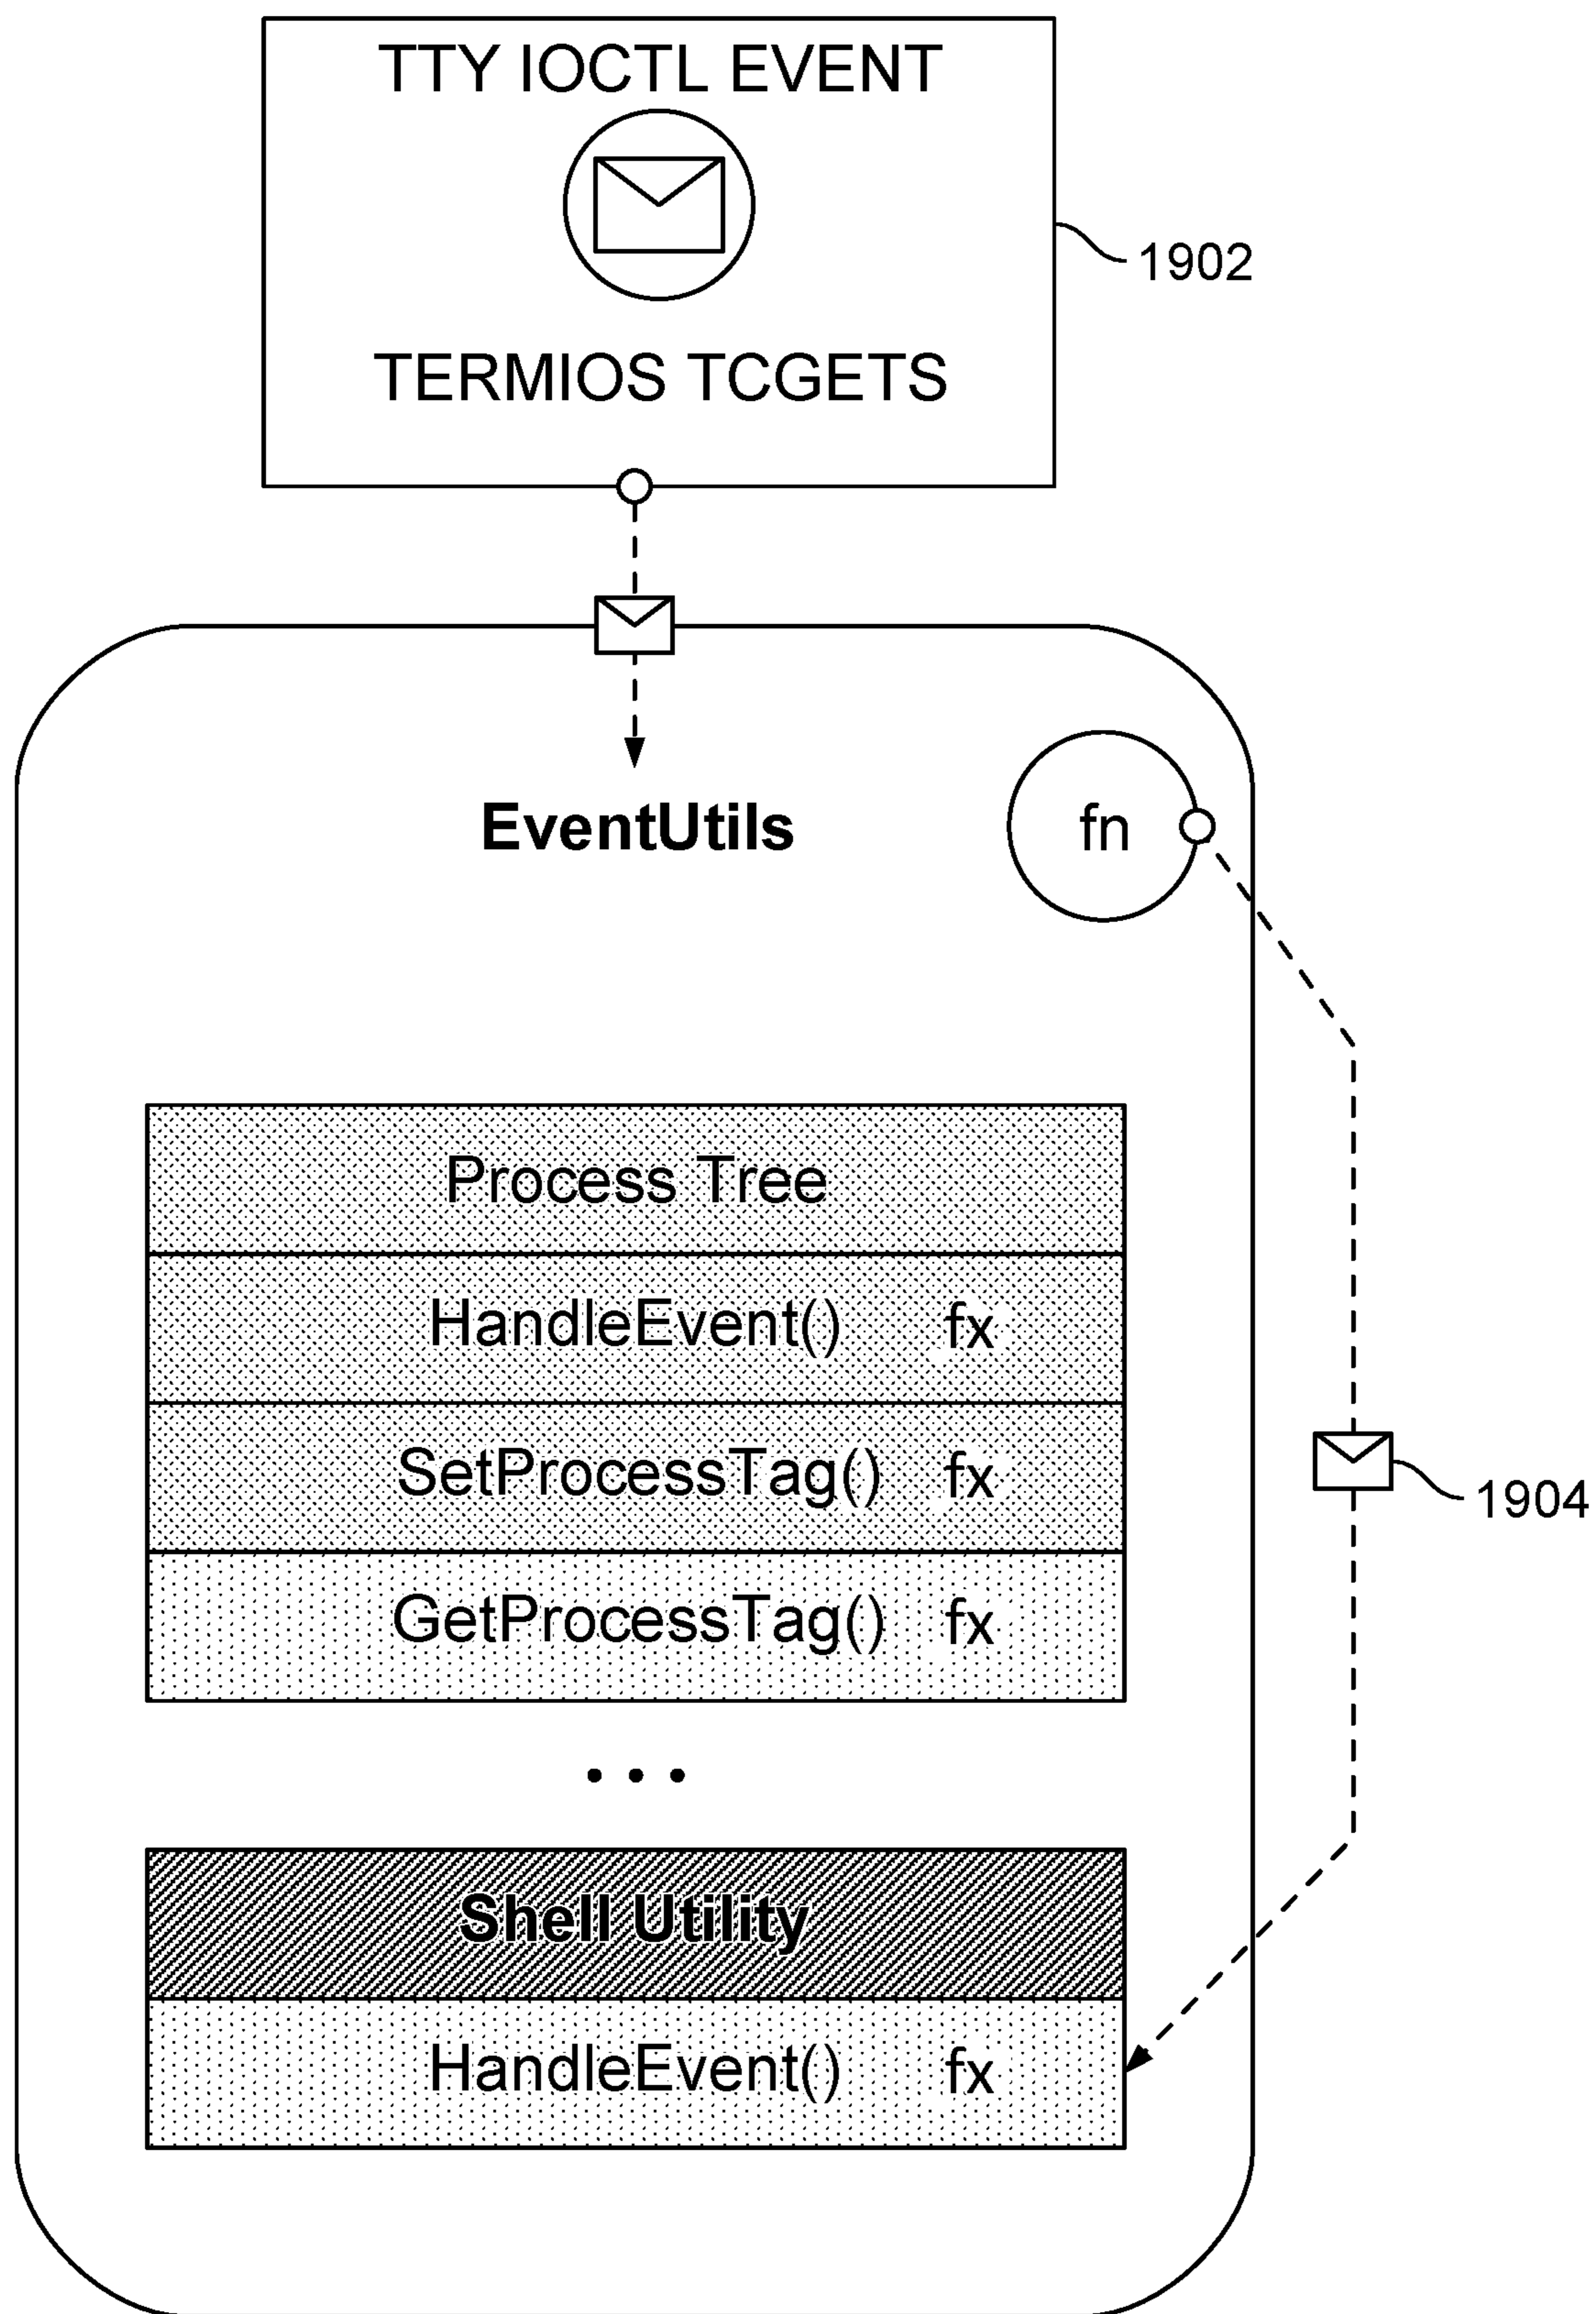 TTY IOCTL EVENT
1902
TERMIOS TCGETS
EventUtils
fn
Process Tree
HandleEvent() fx
SetProcessTag() fx
1904
GetProcessTag() fx
• • •
Shell Utility
HandleEvent() fx